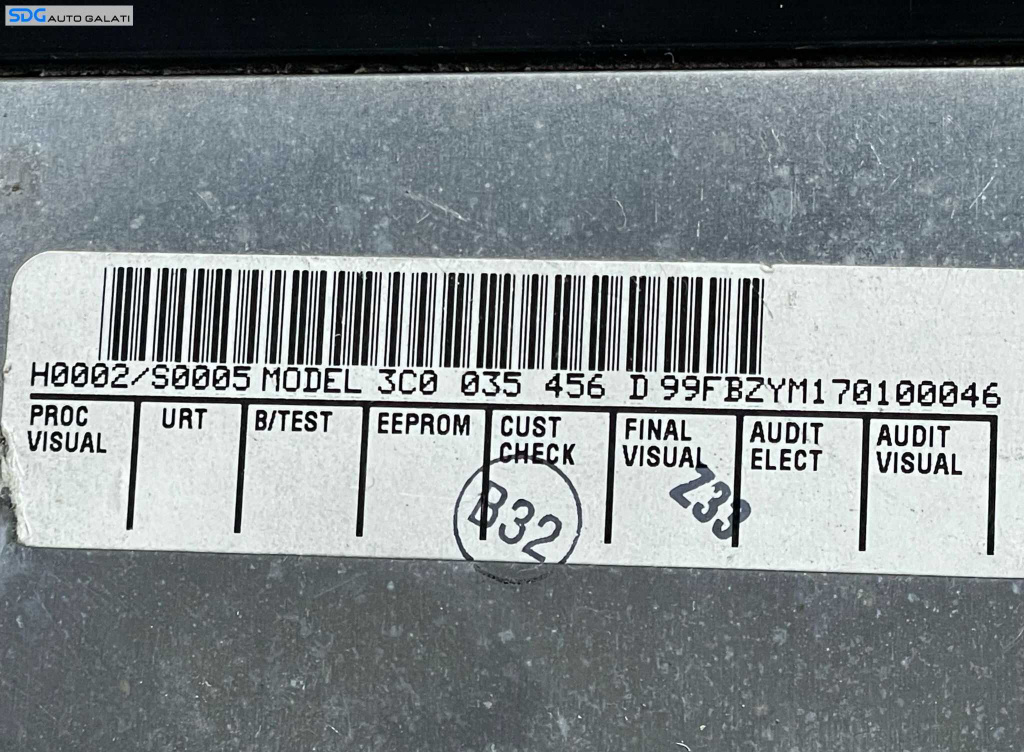 SDG AUTO GALATI
H0002/S0005 MODEL 3C0 035 456 D 99FBZYM170100046
PROC VISUAL
URT
B/TEST
EEPROM
CUST CHECK
FINAL VISUAL
AUDIT ELECT
AUDIT VISUAL
B32
Z33